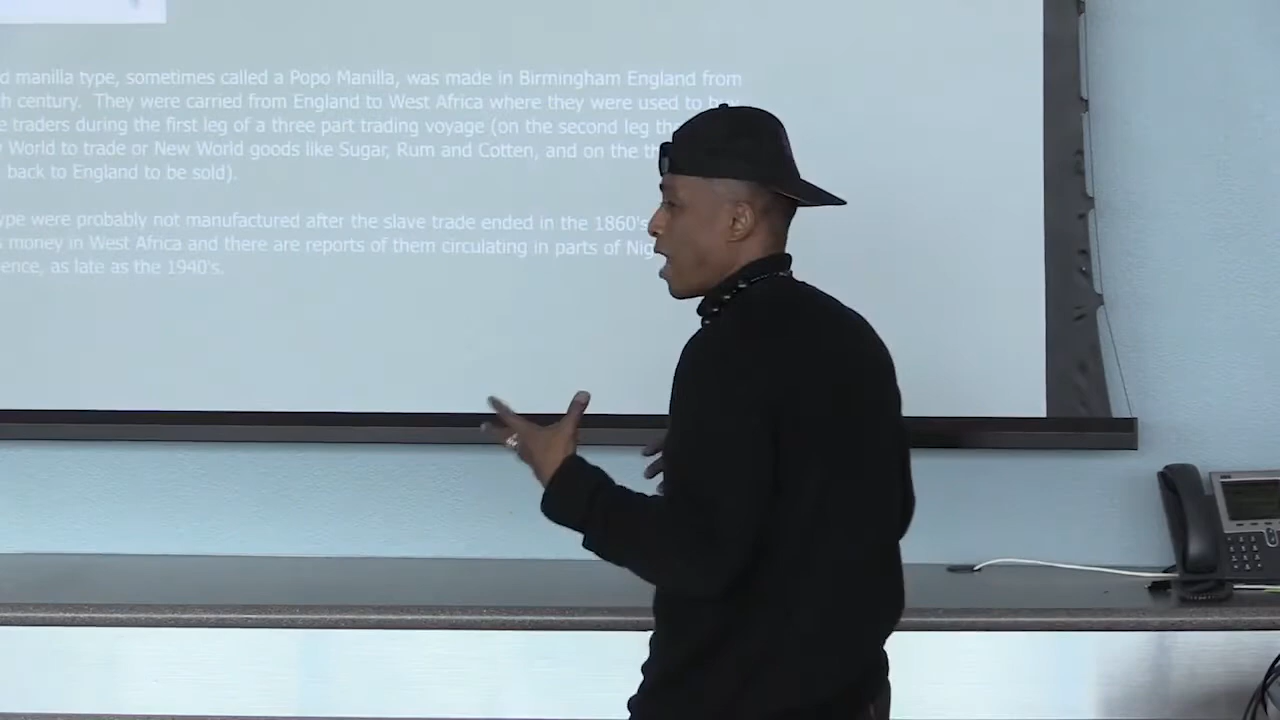 d manilla type, sometimes called a Popo Manilla, was made in Birmingham England from
th century. They were carried from England to West Africa where they were used to
e traders during the first leg of a three part trading voyage (on the second leg
World to trade or New World goods like Sugar, Rum and Cotten, and on the
back to England to be sold).
ype were probably not manufactured after the slave trade ended in the 1860's
s money in West Africa and there are reports of them circulating in parts of
ence, as late as the 1940's.